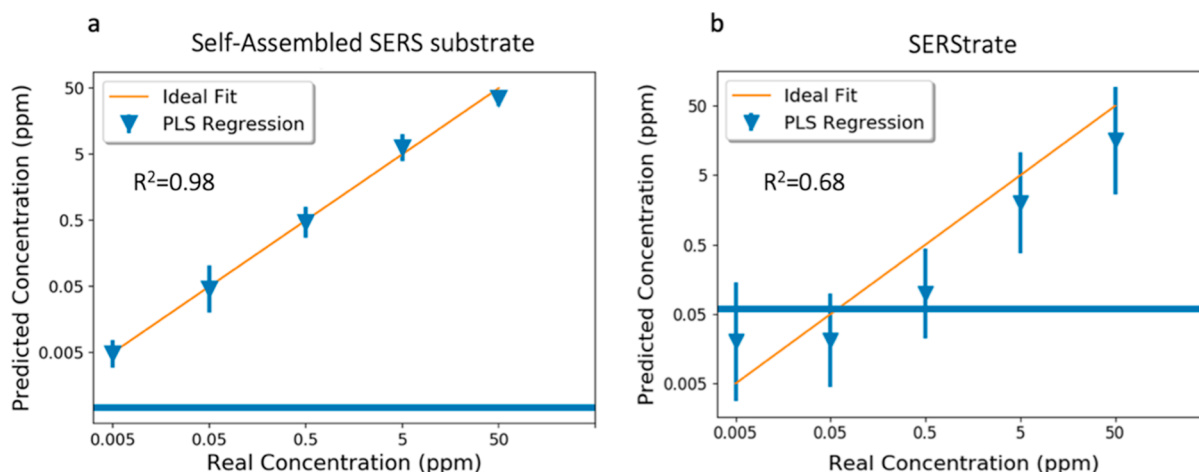 a
Self-Assembled SERS substrate
Ideal Fit
PLS Regression
R²=0.98
Predicted Concentration (ppm)
50
5
0.5
0.05
0.005
0.005 0.05 0.5 5 50
Real Concentration (ppm)
b
SERStrate
Ideal Fit
PLS Regression
R²=0.68
Predicted Concentration (ppm)
50
5
0.5
0.05
0.005
0.005 0.05 0.5 5 50
Real Concentration (ppm)